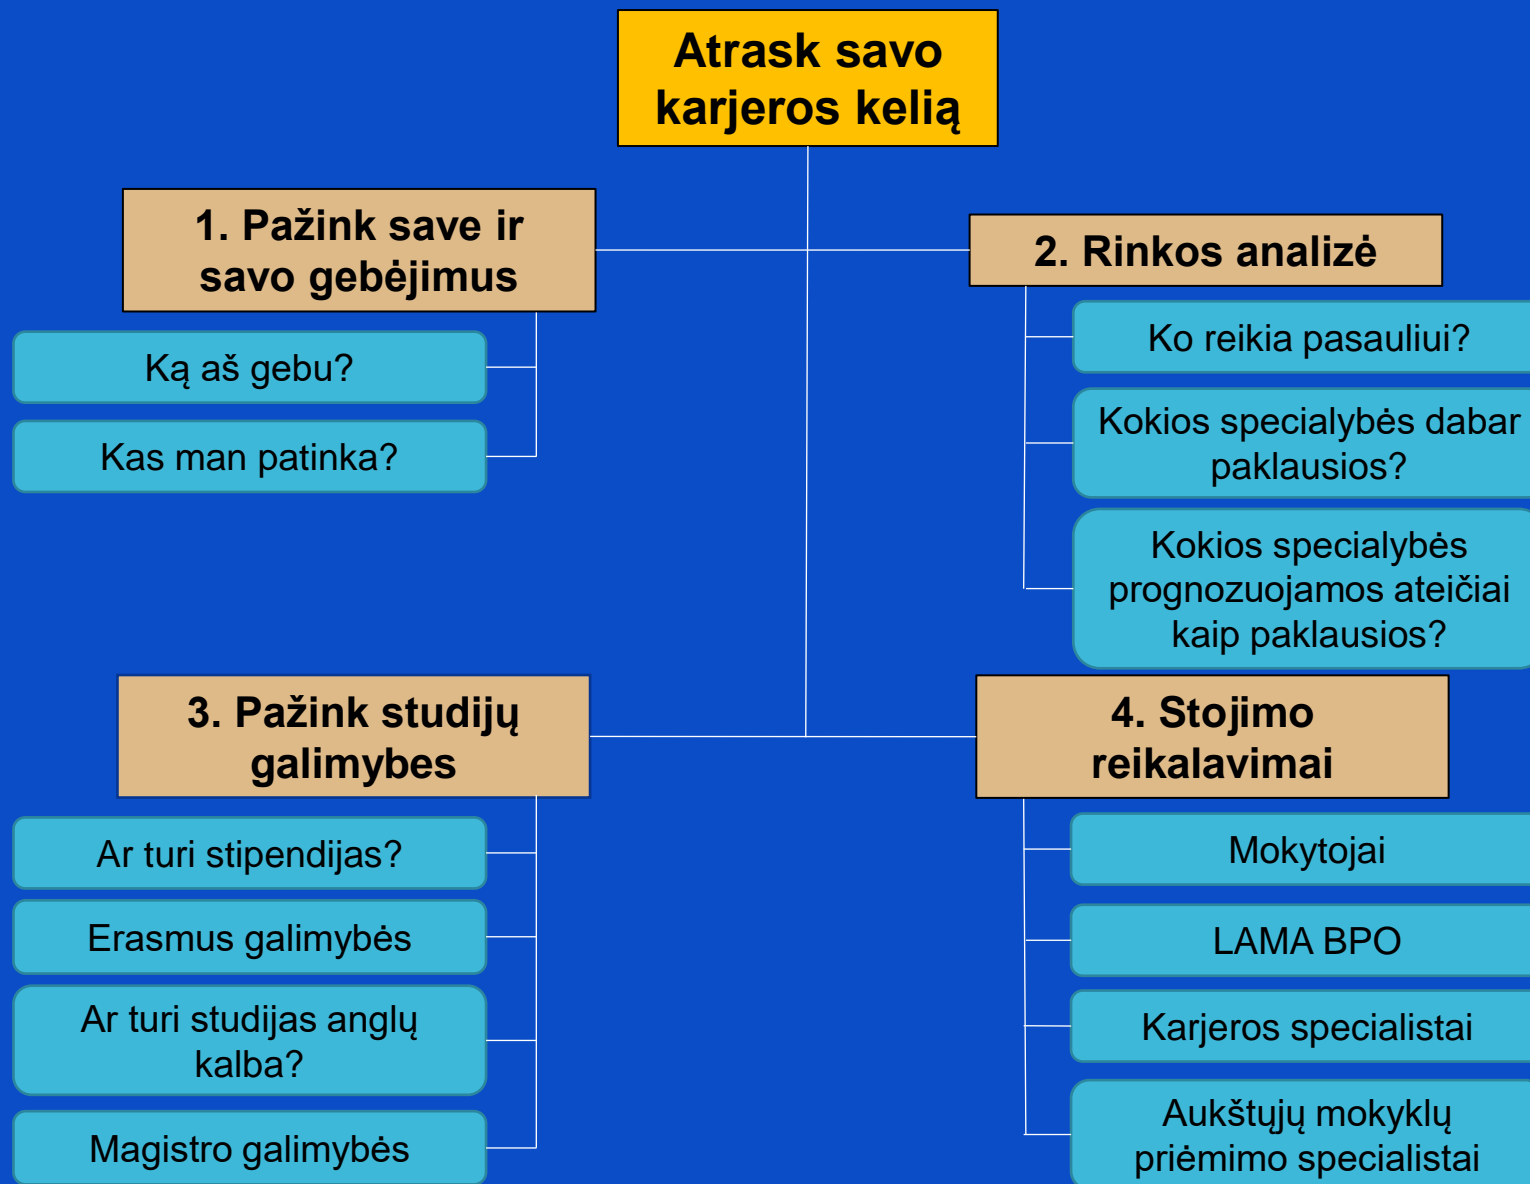 Atrask savo
karjeros kelią
1. Pažink save ir
savo gebėjimus
Ką aš gebu?
Kas man patinka?
2. Rinkos analizė
Ko reikia pasauliui?
Kokios specialybės dabar
paklausios?
Kokios specialybės
prognozuojamos ateičiai
kaip paklausios?
3. Pažink studijų
galimybes
Ar turi stipendijas?
Erasmus galimybės
Ar turi studijas anglų
kalba?
Magistro galimybės
4. Stojimo
reikalavimai
Mokytojai
LAMA BPO
Karjeros specialistai
Aukštųjų mokyklų
priėmimo specialistai